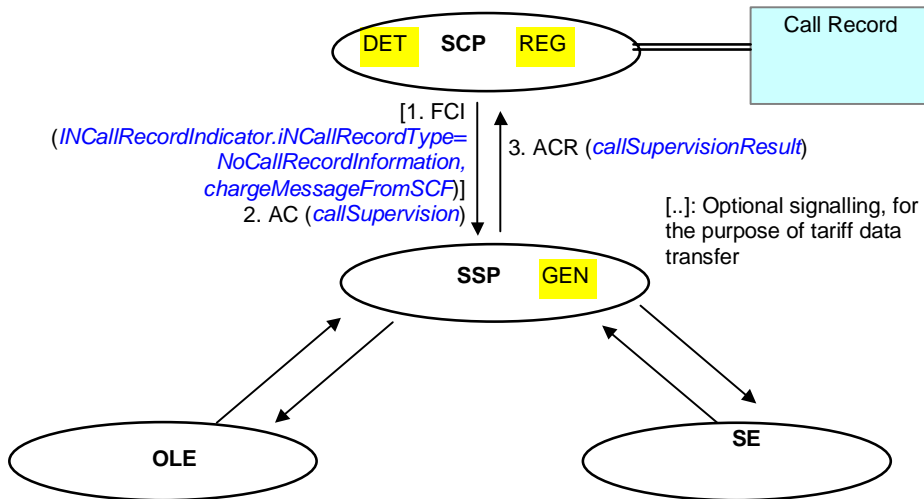 DET SCP REG
Call Record
[1. FCI
(INCallRecordIndicator.iNCallRecordType=
NoCallRecordInformation,
chargeMessageFromSCF)]
2. AC (callSupervision)
3. ACR (callSupervisionResult)
[..]: Optional signalling, for
the purpose of tariff data
transfer
SSP GEN
OLE
SE